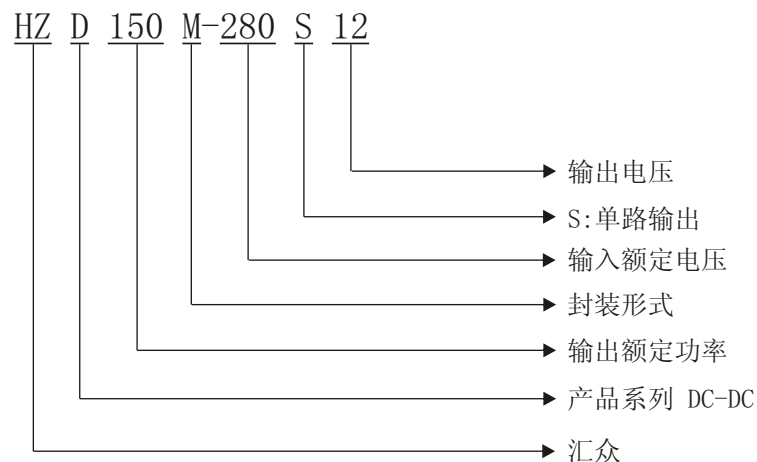 HZ D 150 M-280 S 12
输出电压
S:单路输出
输入额定电压
封装形式
输出额定功率
产品系列 DC-DC
汇众